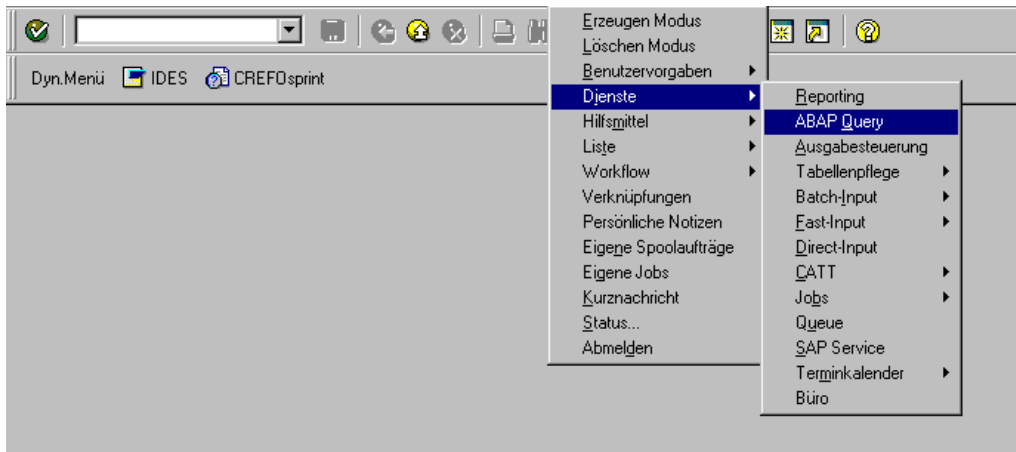 Dyn.Menü IDES CREFOsprint
Erzeugen Modus
Löschen Modus
Benutzervorgaben
Dienste
Hilfsmittel
Liste
Workflow
Verknüpfungen
Persönliche Notizen
Eigene Spoolaufträge
Eigene Jobs
Kurznachricht
Status...
Abmelden
Reporting
ABAP Query
Ausgabesteuerung
Tabellenpflege
Batch-Input
Fast-Input
Direct-Input
CATT
Jobs
Queue
SAP Service
Terminkalender
Büro